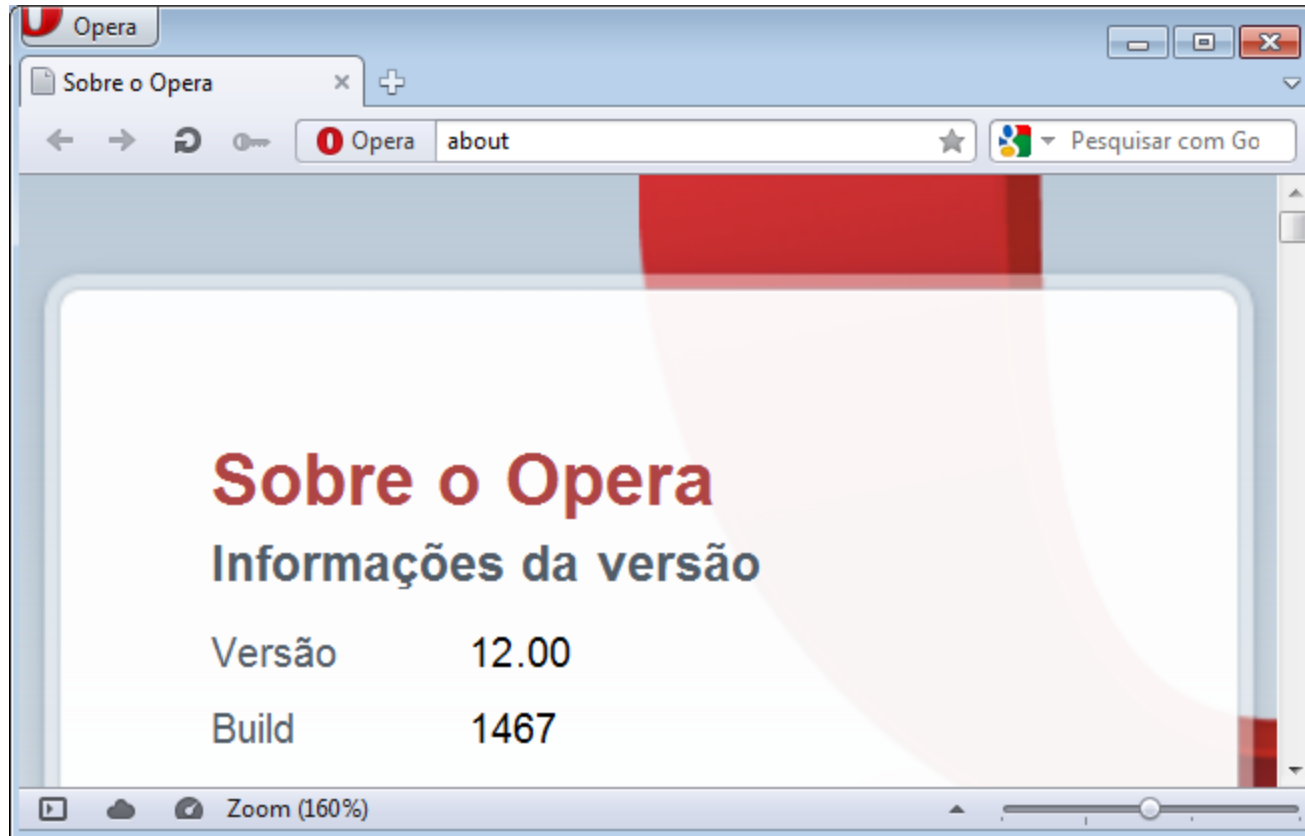 Opera
Sobre o Opera
Opera about
Pesquisar com Go
Sobre o Opera
Informações da versão
Versão 12.00
Build 1467
Zoom (160%)